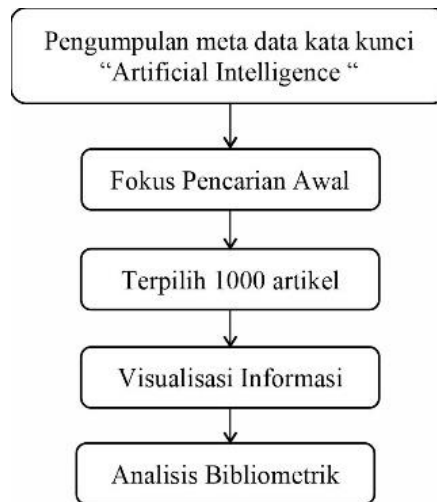 Pengumpulan meta data kata kunci
“Artificial Intelligence “
Fokus Pencarian Awal
Terpilih 1000 artikel
Visualisasi Informasi
Analisis Bibliometrik